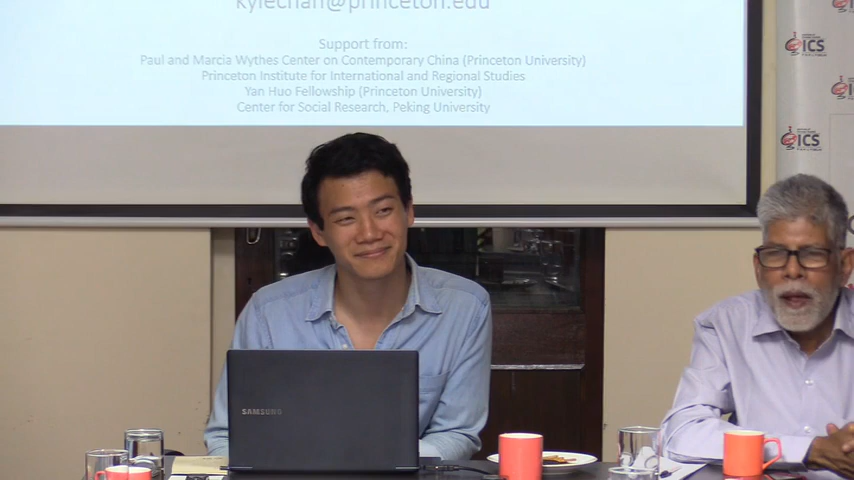 kylechan@princeton.edu
Support from:
Paul and Marcia Wythes Center on Contemporary China (Princeton University)
Princeton Institute for International and Regional Studies
Yan Huo Fellowship (Princeton University)
Center for Social Research, Peking University
ICS
ICS
SAMSUNG